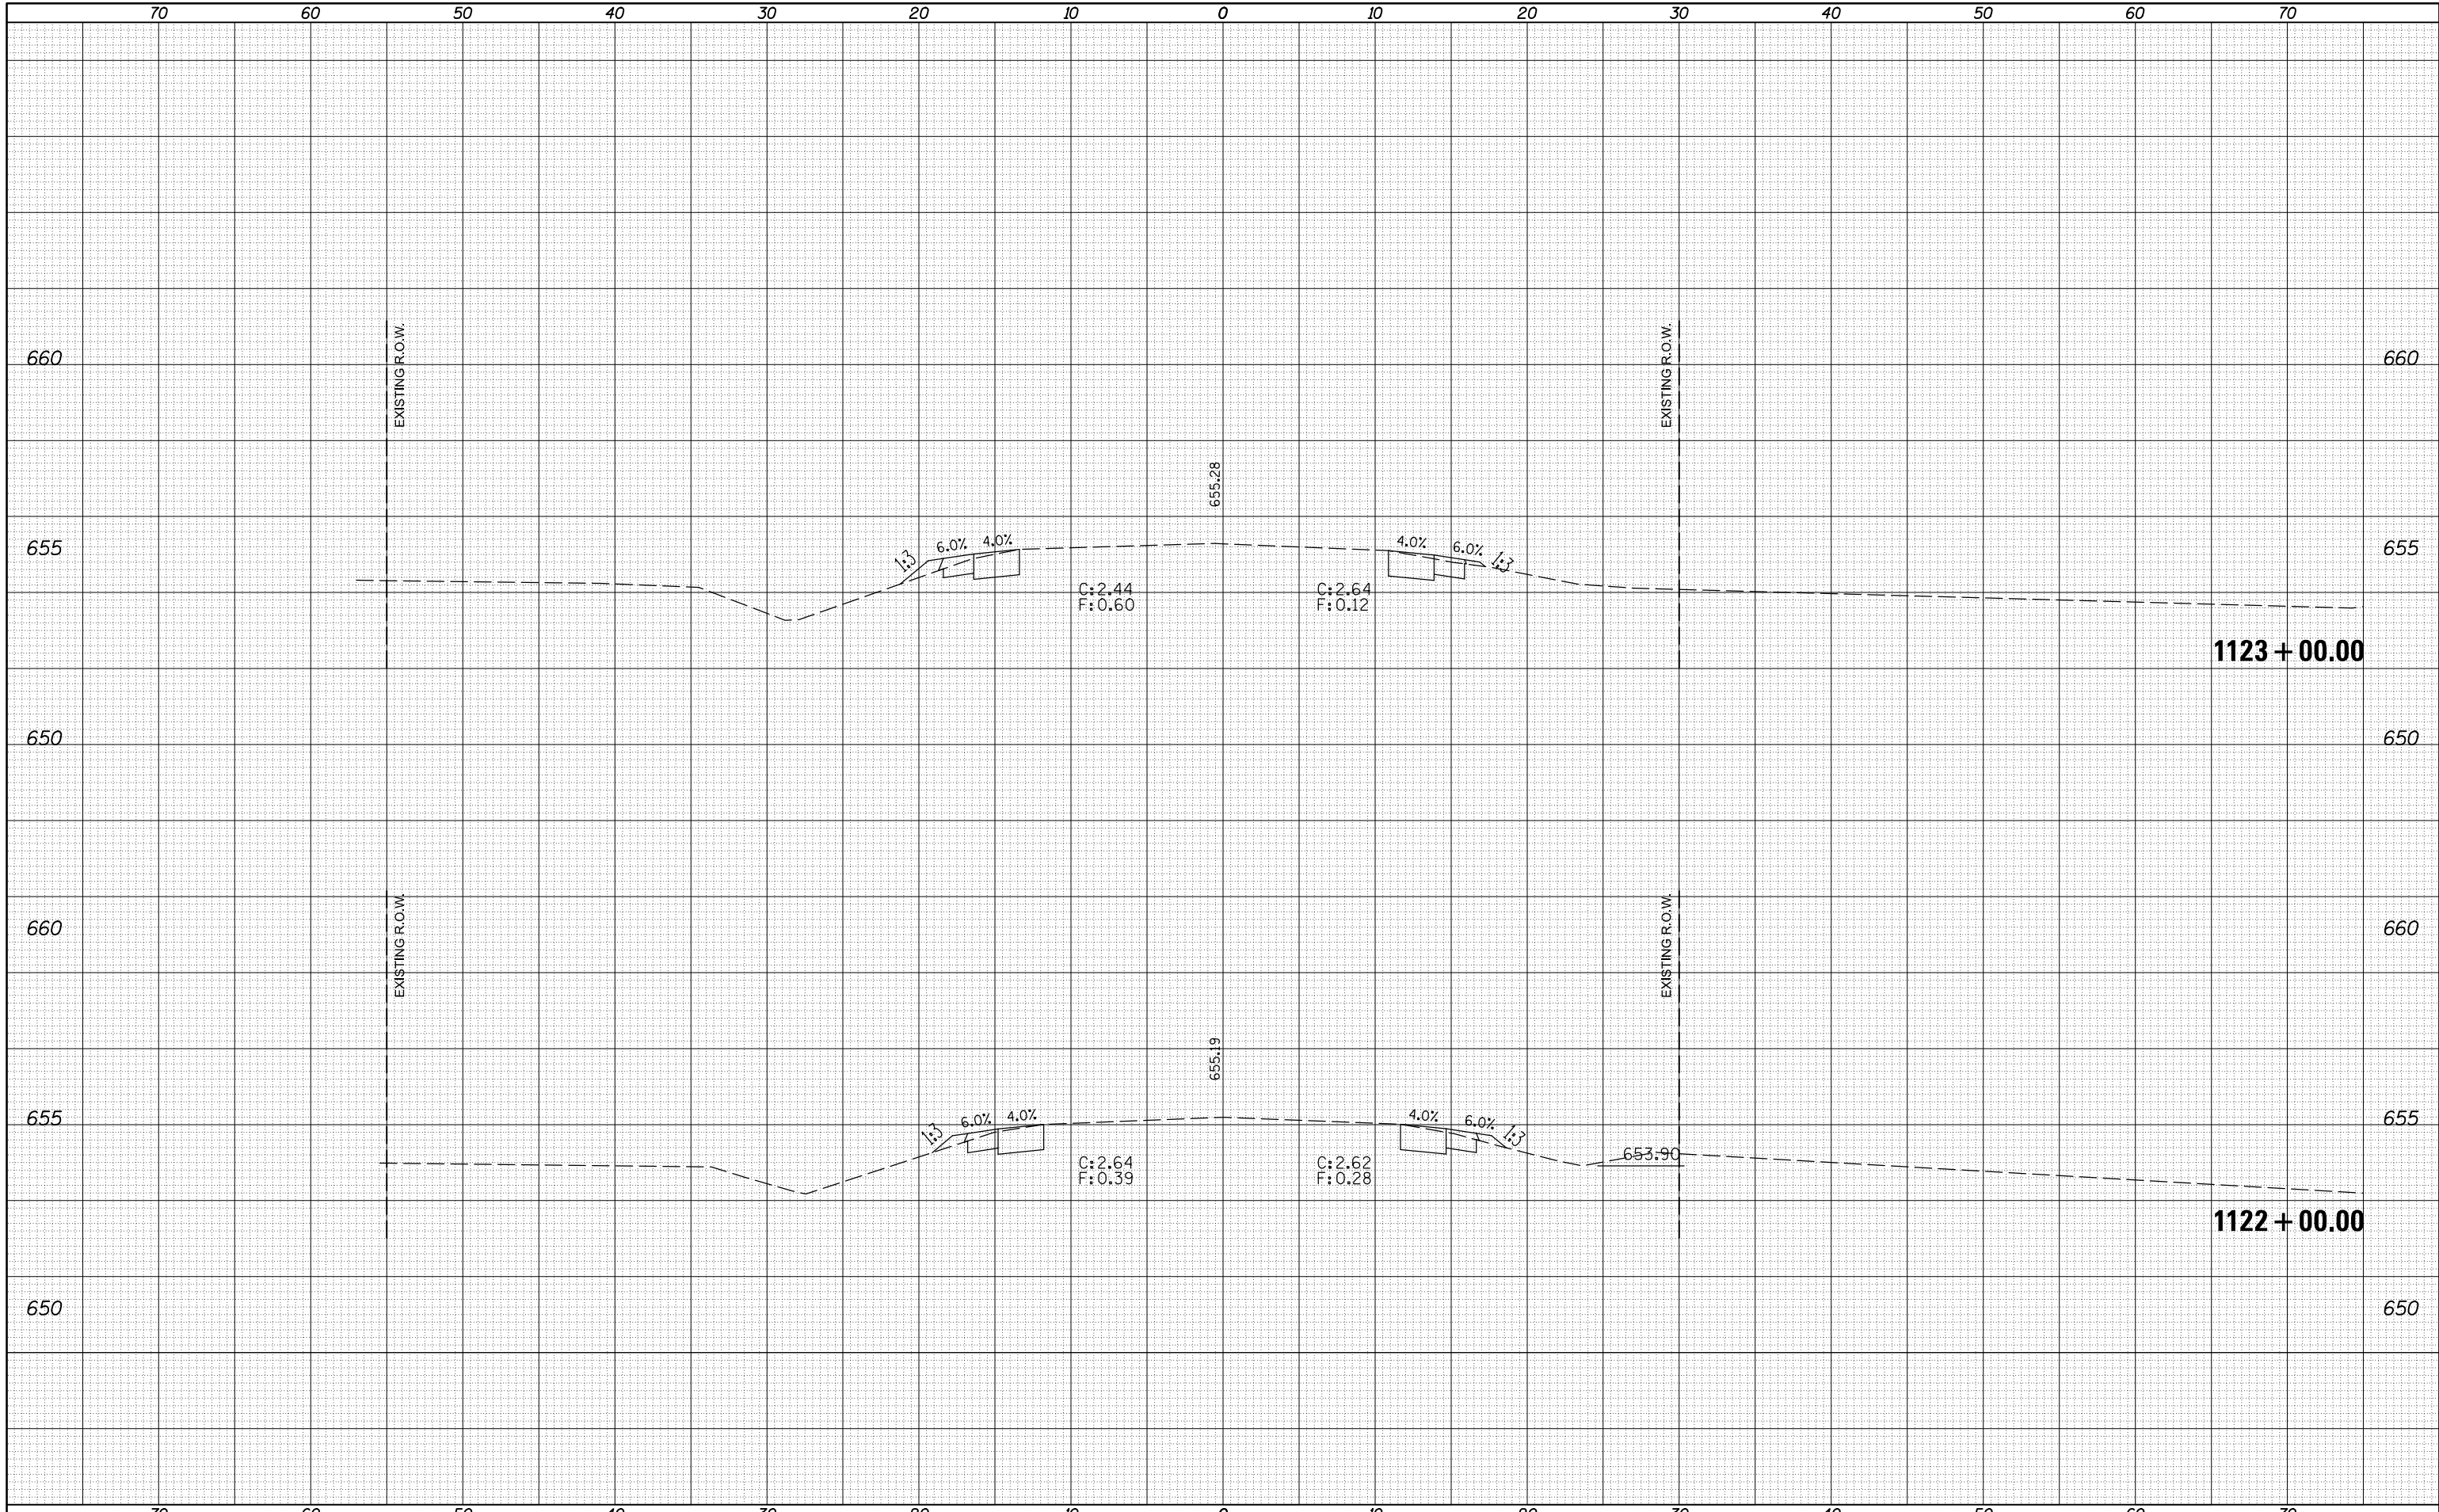 70 60 50 40 30 20 10 0 10 20 30 40 50 60 70
660 EXISTING R.O.W. EXISTING R.O.W. 660
655.28
655 1:3 6.0% 4.0% 4.0% 6.0% 1:3 655
C:2.44 C:2.64
F:0.60 F:0.12
1123+00.00
650 650
660 EXISTING R.O.W. EXISTING R.O.W. 660
655.19
655 1:3 6.0% 4.0% 4.0% 6.0% 1:3 655
653.90
C:2.64 C:2.62
F:0.39 F:0.28
1122+00.00
650 650